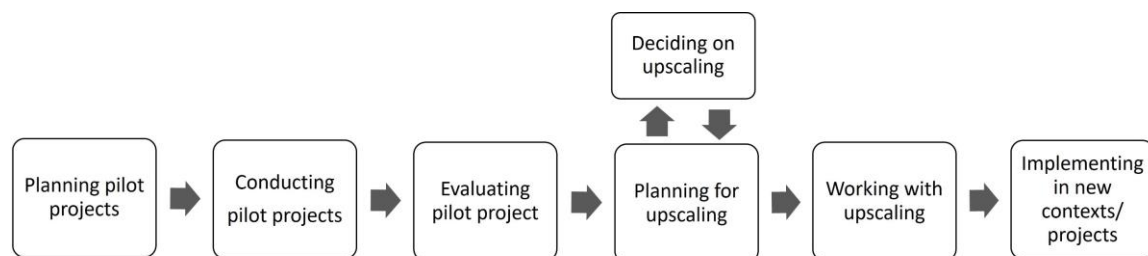 Deciding on
upscaling
Planning pilot
projects
Conducting
pilot projects
Evaluating
pilot project
Planning for
upscaling
Working with
upscaling
Implementing
in new
contexts/
projects